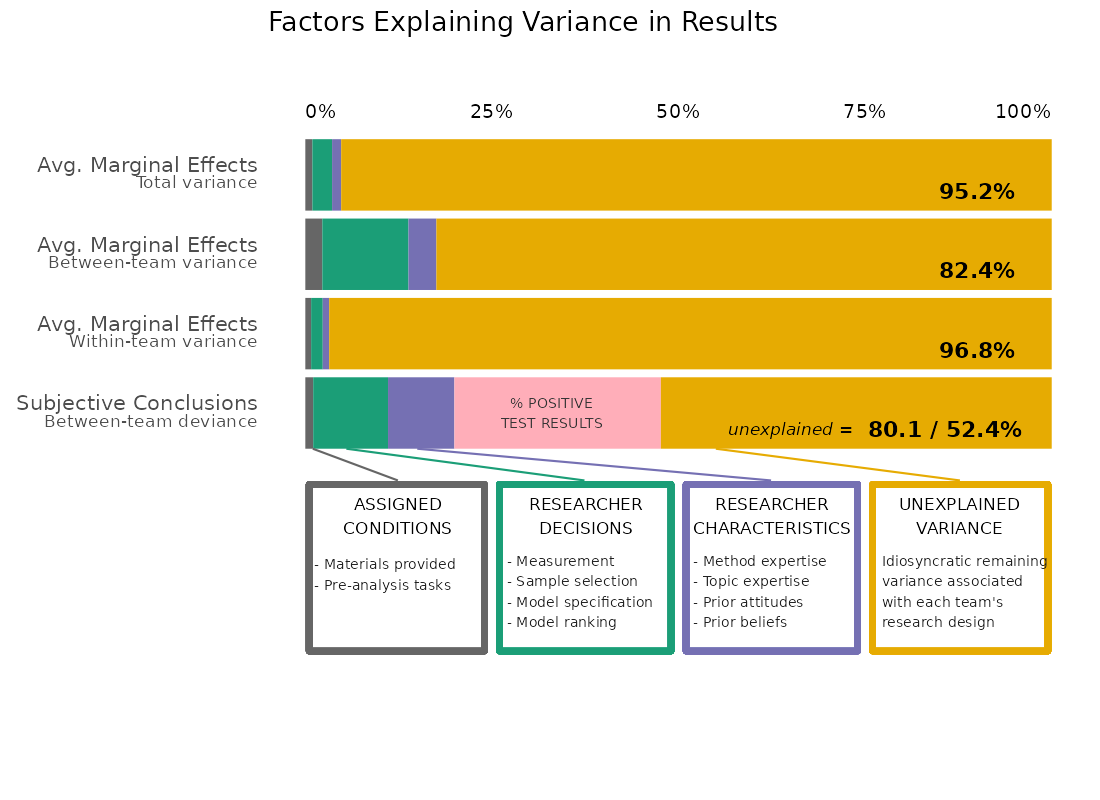 Factors Explaining Variance in Results
0% 25% 50% 75% 100%
Avg. Marginal Effects
Total variance
95.2%
Avg. Marginal Effects
Between-team variance
82.4%
Avg. Marginal Effects
Within-team variance
96.8%
Subjective Conclusions
Between-team deviance
% POSITIVE
TEST RESULTS
unexplained = 80.1 / 52.4%
ASSIGNED
CONDITIONS
- Materials provided
- Pre-analysis tasks
RESEARCHER
DECISIONS
- Measurement
- Sample selection
- Model specification
- Model ranking
RESEARCHER
CHARACTERISTICS
- Method expertise
- Topic expertise
- Prior attitudes
- Prior beliefs
UNEXPLAINED
VARIANCE
Idiosyncratic remaining
variance associated
with each team's
research design